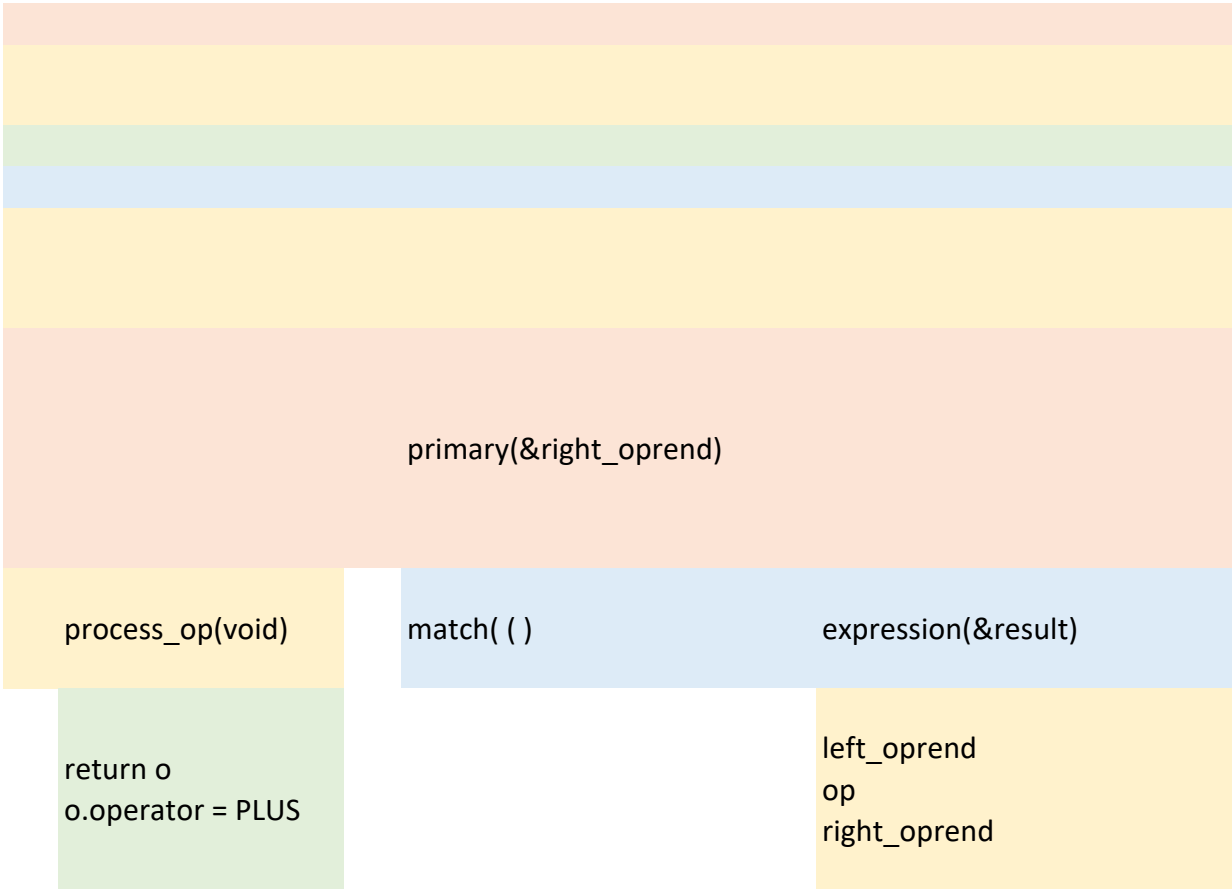 primary(&right_oprend)
process_op(void)
match( ( )
expression(&result)
return o
o.operator = PLUS
left_oprend
op
right_oprend